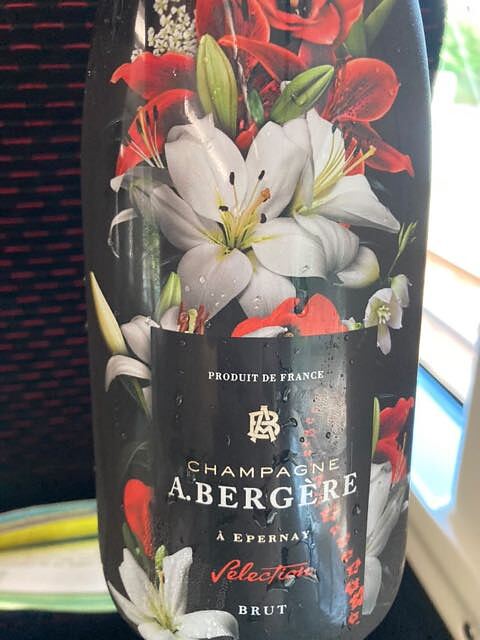 PRODUIT DE FRANCE
AB
CHAMPAGNE
A.BERGÈRE
À EPERNAY
Sélection
BRUT